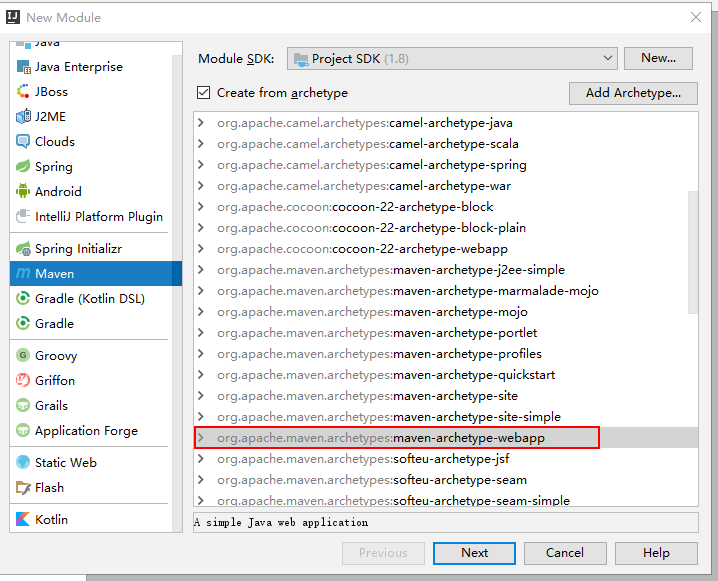 New Module
Java
Java Enterprise
JBoss
J2ME
Clouds
Spring
Android
IntelliJ Platform Plugin
Spring Initializr
Maven
Gradle (Kotlin DSL)
Gradle
Groovy
Griffon
Grails
Application Forge
Static Web
Flash
Kotlin
Module SDK: Project SDK (1.8) New...
Create from archetype Add Archetype...
org.apache.camel.archetypes:camel-archetype-java
org.apache.camel.archetypes:camel-archetype-scala
org.apache.camel.archetypes:camel-archetype-spring
org.apache.camel.archetypes:camel-archetype-war
org.apache.cocoon:cocoon-22-archetype-block
org.apache.cocoon:cocoon-22-archetype-block-plain
org.apache.cocoon:cocoon-22-archetype-webapp
org.apache.maven.archetypes:maven-archetype-j2ee-simple
org.apache.maven.archetypes:maven-archetype-marmalade-mojo
org.apache.maven.archetypes:maven-archetype-mojo
org.apache.maven.archetypes:maven-archetype-portlet
org.apache.maven.archetypes:maven-archetype-profiles
org.apache.maven.archetypes:maven-archetype-quickstart
org.apache.maven.archetypes:maven-archetype-site
org.apache.maven.archetypes:maven-archetype-site-simple
org.apache.maven.archetypes:maven-archetype-webapp
org.apache.maven.archetypes:softeu-archetype-jsf
org.apache.maven.archetypes:softeu-archetype-seam
org.apache.maven.archetypes:softeu-archetype-seam-simple
A simple Java web application
Previous Next Cancel Help